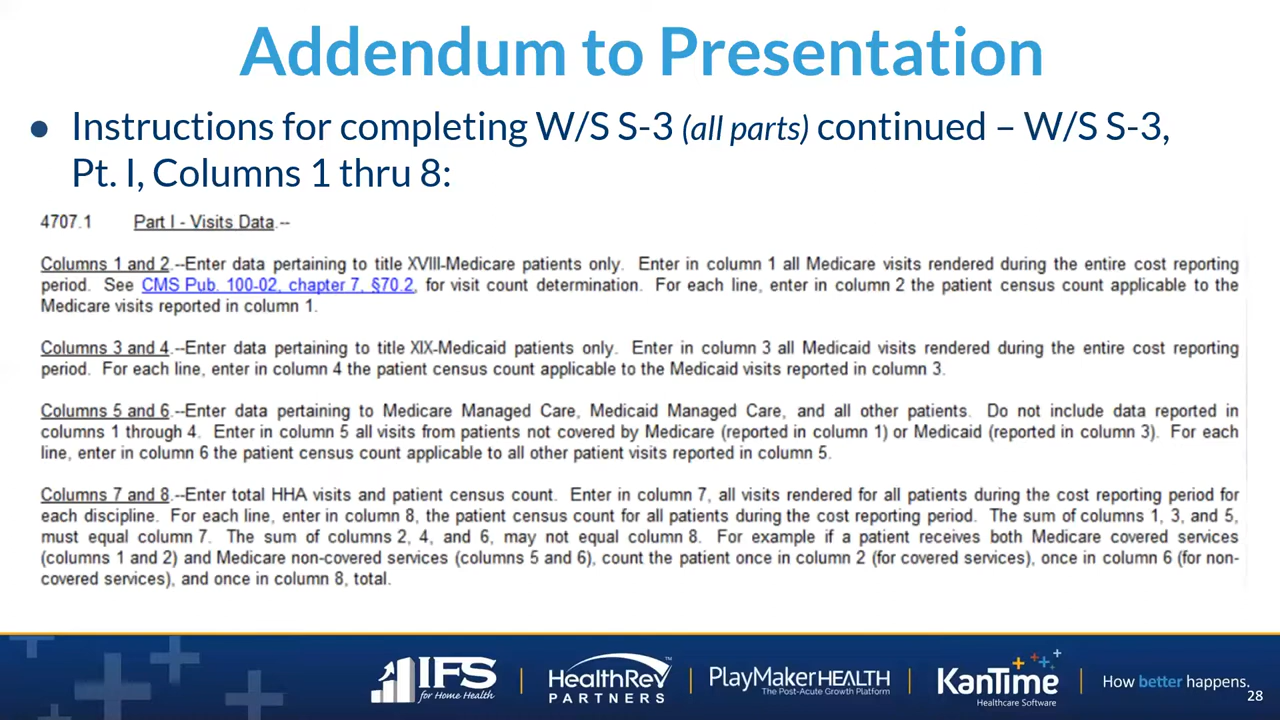 Addendum to Presentation
● Instructions for completing W/S S-3 (all parts) continued – W/S S-3,
Pt. I, Columns 1 thru 8:
4707.1 Part I - Visits Data.--
Columns 1 and 2.--Enter data pertaining to title XVIII-Medicare patients only. Enter in column 1 all Medicare visits rendered during the entire cost reporting
period. See CMS Pub. 100-02, chapter 7, §70.2, for visit count determination. For each line, enter in column 2 the patient census count applicable to the
Medicare visits reported in column 1.
Columns 3 and 4.--Enter data pertaining to title XIX-Medicaid patients only. Enter in column 3 all Medicaid visits rendered during the entire cost reporting
period. For each line, enter in column 4 the patient census count applicable to the Medicaid visits reported in column 3.
Columns 5 and 6.--Enter data pertaining to Medicare Managed Care, Medicaid Managed Care, and all other patients. Do not include data reported in
columns 1 through 4. Enter in column 5 all visits from patients not covered by Medicare (reported in column 1) or Medicaid (reported in column 3). For each
line, enter in column 6 the patient census count applicable to all other patient visits reported in column 5.
Columns 7 and 8.--Enter total HHA visits and patient census count. Enter in column 7, all visits rendered for all patients during the cost reporting period for
each discipline. For each line, enter in column 8, the patient census count for all patients during the cost reporting period. The sum of columns 1, 3, and 5,
must equal column 7. The sum of columns 2, 4, and 6, may not equal column 8. For example if a patient receives both Medicare covered services
(columns 1 and 2) and Medicare non-covered services (columns 5 and 6), count the patient once in column 2 (for covered services), once in column 6 (for non-
covered services), and once in column 8, total.
IFS
for Home Health
HealthRev
PARTNERS
PlayMakerHEALTH
The Post-Acute Growth Platform
KanTime
Healthcare Software
How better happens.
28